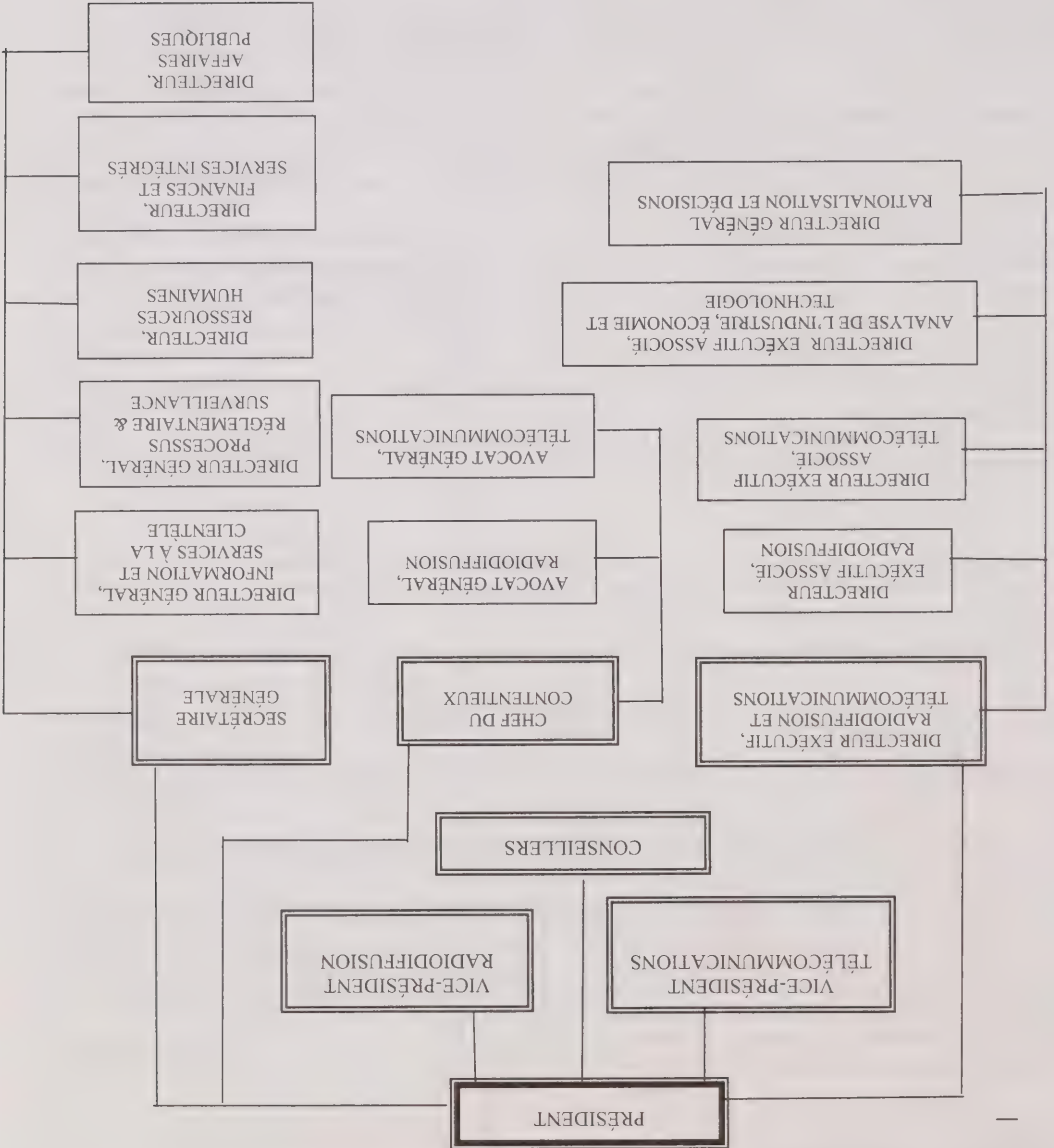 PRÉSIDENT
VICE-PRÉSIDENT
TÉLÉCOMMUNICATIONS
VICE-PRÉSIDENT
RADIODIFFUSION
CONSEILLERS
DIRECTEUR EXÉCUTIF,
RADIODIFFUSION ET
TÉLÉCOMMUNICATIONS
CHEF DU
CONTENTIEUX
SECRÉTAIRE
GÉNÉRALE
DIRECTEUR
EXÉCUTIF ASSOCIÉ,
RADIODIFFUSION
AVOCAT GÉNÉRAL,
RADIODIFFUSION
DIRECTEUR GÉNÉRAL,
INFORMATION ET
SERVICES À LA
CLIENTÈLE
DIRECTEUR EXÉCUTIF
ASSOCIÉ,
TÉLÉCOMMUNICATIONS
AVOCAT GÉNÉRAL,
TÉLÉCOMMUNICATIONS
DIRECTEUR GÉNÉRAL,
PROCESSUS
RÉGLEMENTAIRE &
SURVEILLANCE
DIRECTEUR EXÉCUTIF ASSOCIÉ,
ANALYSE DE L'INDUSTRIE, ÉCONOMIE ET
TECHNOLOGIE
DIRECTEUR,
RESSOURCES
HUMAINES
DIRECTEUR GÉNÉRAL
RATIONALISATION ET DÉCISIONS
DIRECTEUR,
FINANCES ET
SERVICES INTÉGRÉS
DIRECTEUR,
AFFAIRES
PUBLIQUES